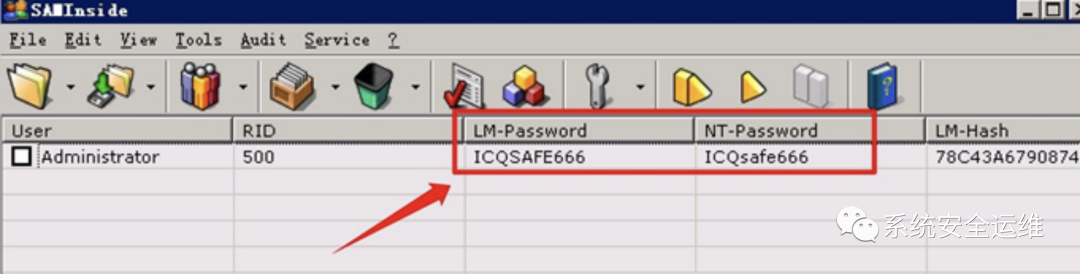 SAMInside
File Edit View Tools Audit Service ?
User RID LM-Password NT-Password LM-Hash
Administrator 500 ICQSAFE666 ICQsafe666 78C43A6790874
系统安全运维